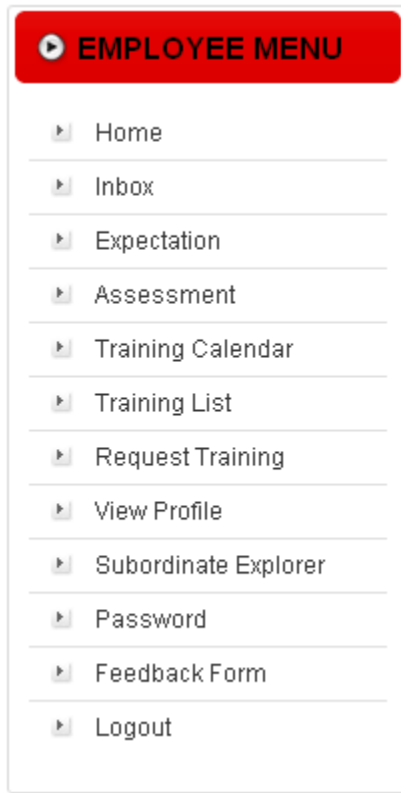 EMPLOYEE MENU
Home
Inbox
Expectation
Assessment
Training Calendar
Training List
Request Training
View Profile
Subordinate Explorer
Password
Feedback Form
Logout